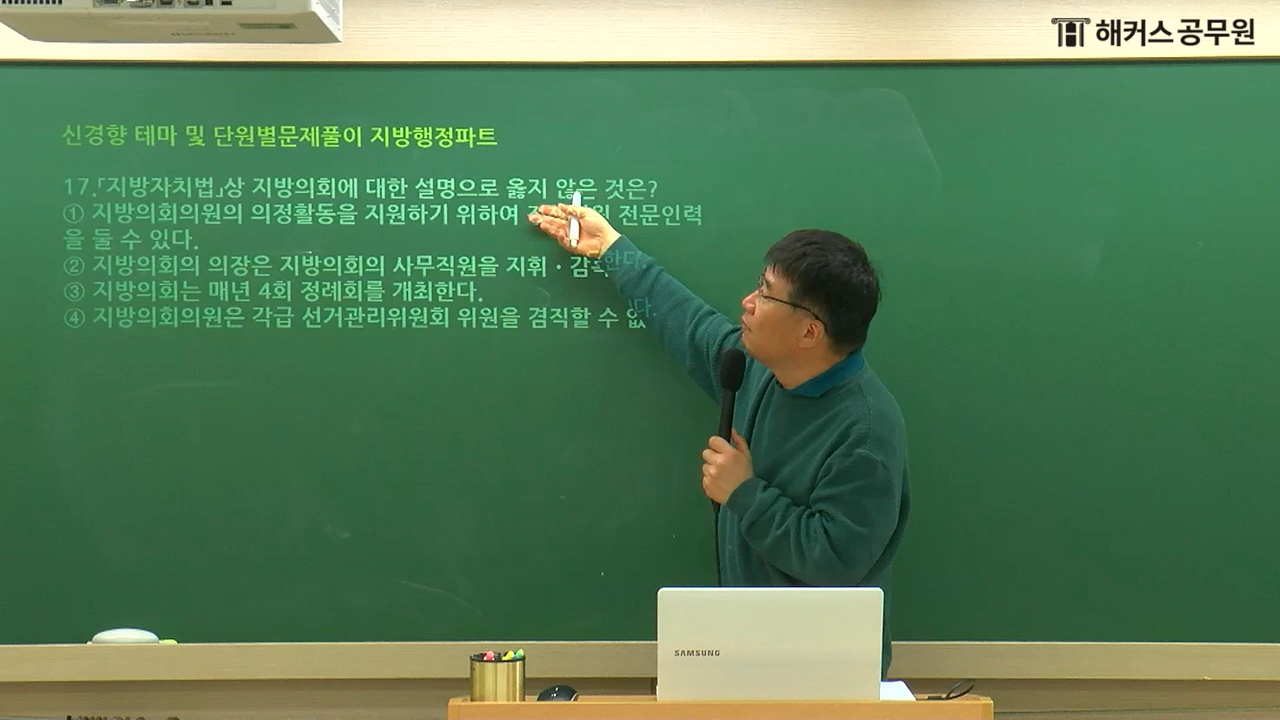 해커스공무원
신경향 테마 및 단원별문제풀이 지방행정파트
17.「지방자치법」상 지방의회에 대한 설명으로 옳지 않은 것은?
① 지방의회의원의 의정활동을 지원하기 위하여 전문인력
을 둘 수 있다.
② 지방의회의 의장은 지방의회의 사무직원을 지휘·감독한다
③ 지방의회는 매년 4회 정례회를 개최한다.
④ 지방의회의원은 각급 선거관리위원회 위원을 겸직할 수 없다.
SAMSUNG